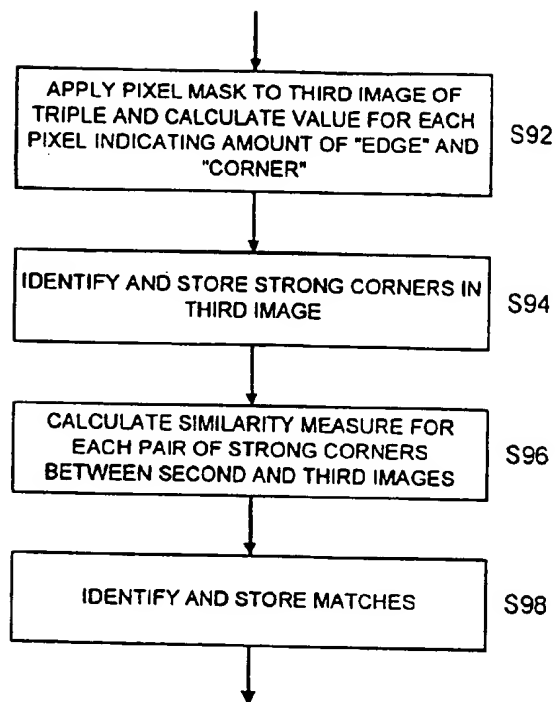 APPLY PIXEL MASK TO THIRD IMAGE OF
TRIPLE AND CALCULATE VALUE FOR EACH
PIXEL INDICATING AMOUNT OF "EDGE" AND
"CORNER"
S92
IDENTIFY AND STORE STRONG CORNERS IN
THIRD IMAGE
S94
CALCULATE SIMILARITY MEASURE FOR
EACH PAIR OF STRONG CORNERS
BETWEEN SECOND AND THIRD IMAGES
S96
IDENTIFY AND STORE MATCHES
S98